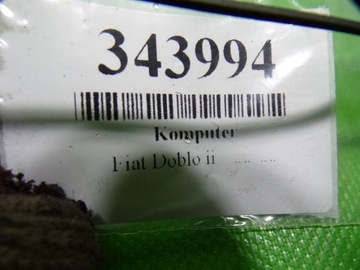 343994
Komputer
Fiat Doblo ii